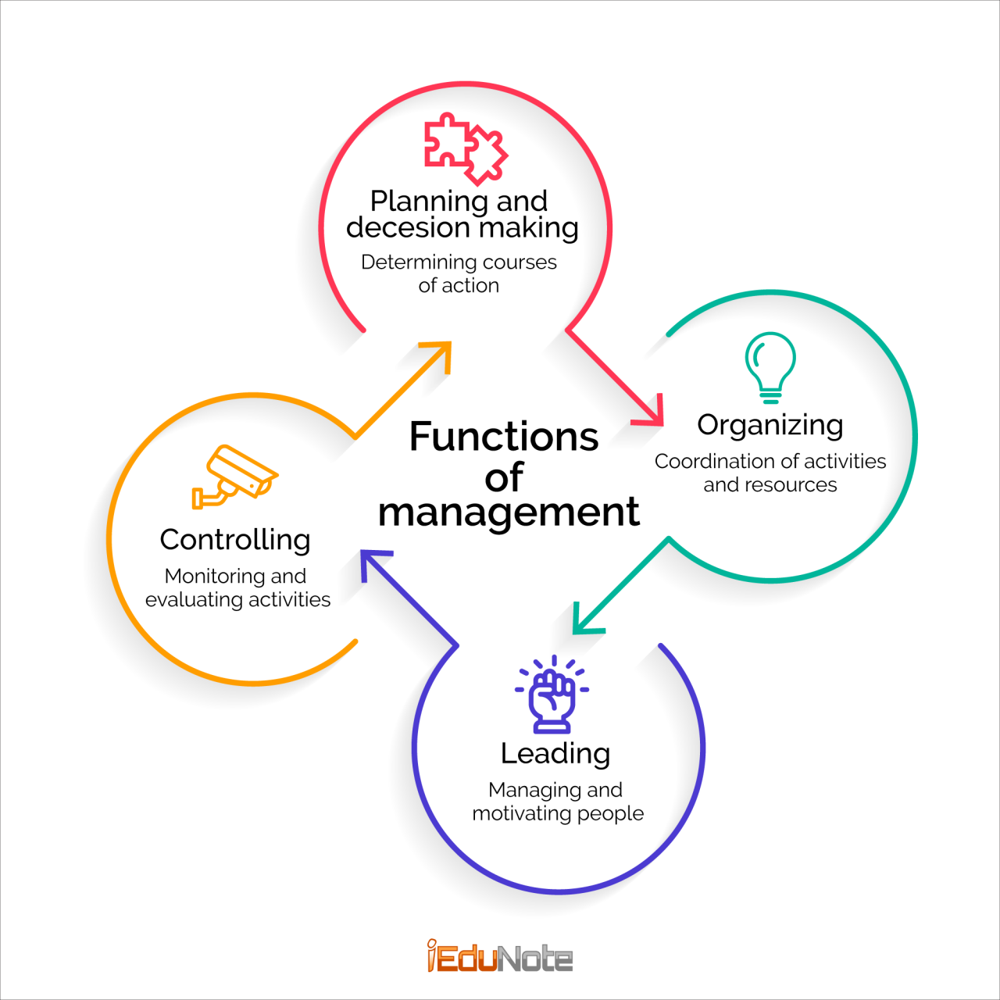 Planning and
decesion making
Determining courses
of action
Organizing
Coordination of activities
and resources
Functions
of
management
Controlling
Monitoring and
evaluating activities
Leading
Managing and
motivating people
iEduNote